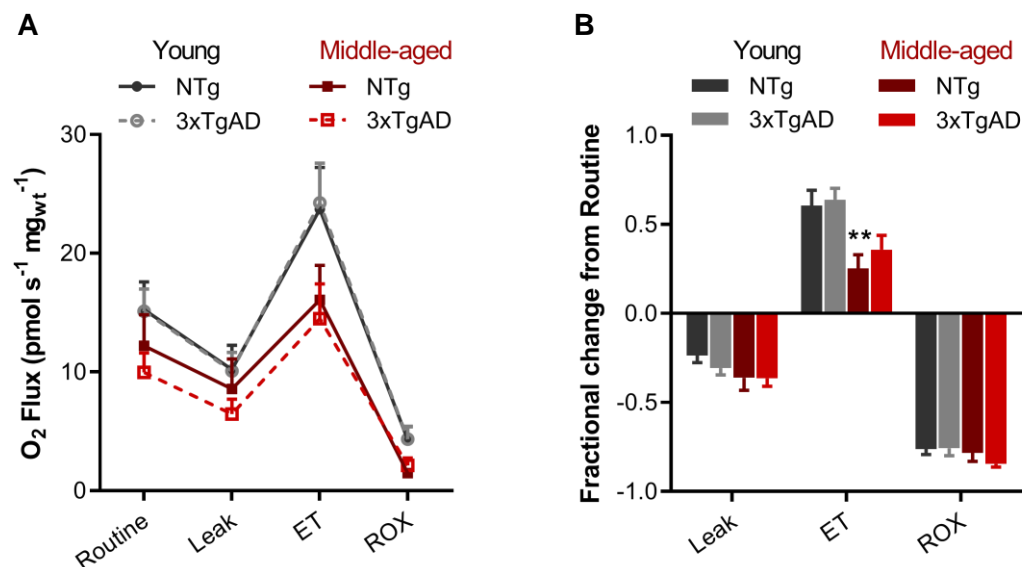 A
Young Middle-aged
NTg NTg
3xTgAD 3xTgAD
30
20
10
0
O₂ Flux (pmol s⁻¹ mg_wt⁻¹)
Routine Leak ET ROX
B
Young Middle-aged
NTg NTg
3xTgAD 3xTgAD
1.0
0.5
0.0
-0.5
-1.0
Fractional change from Routine
**
Leak ET ROX